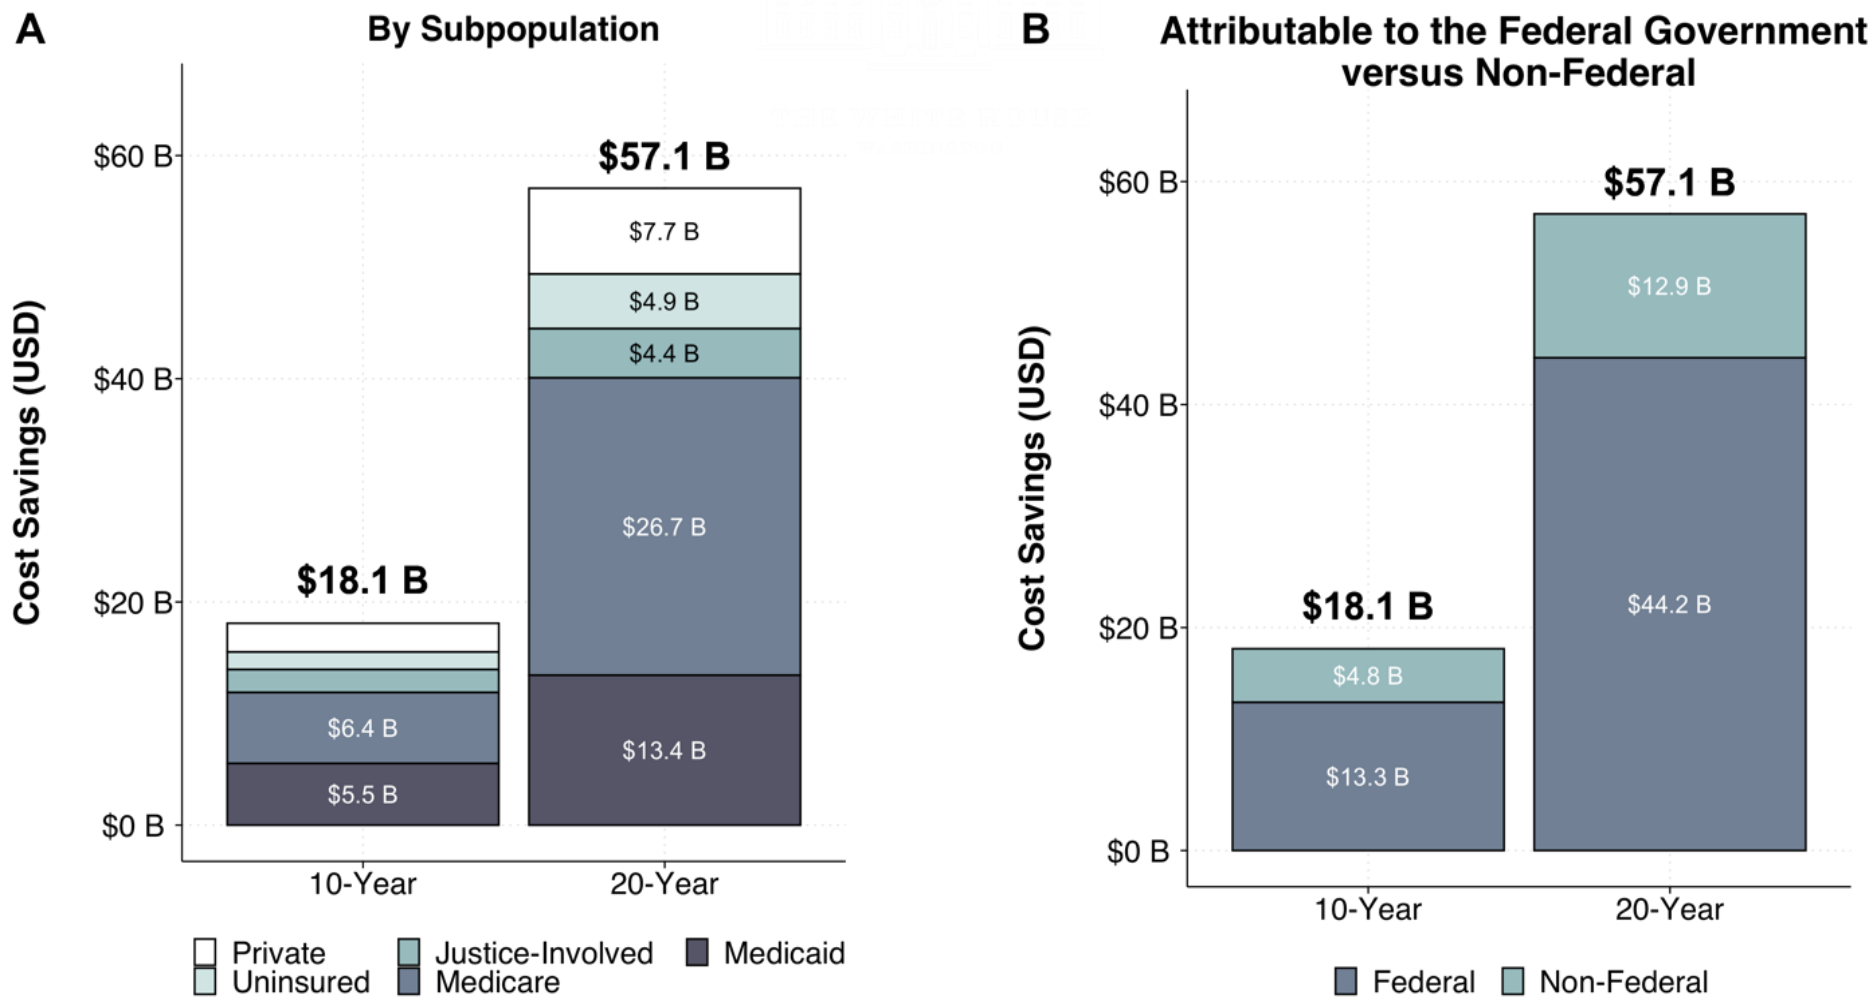 A
By Subpopulation
Cost Savings (USD)
$60 B
$40 B
$20 B
$0 B
$18.1 B
$6.4 B
$5.5 B
$57.1 B
$7.7 B
$4.9 B
$4.4 B
$26.7 B
$13.4 B
10-Year
20-Year
Private
Justice-Involved
Medicaid
Uninsured
Medicare
B
Attributable to the Federal Government
versus Non-Federal
Cost Savings (USD)
$60 B
$40 B
$20 B
$0 B
$18.1 B
$4.8 B
$13.3 B
$57.1 B
$12.9 B
$44.2 B
10-Year
20-Year
Federal
Non-Federal